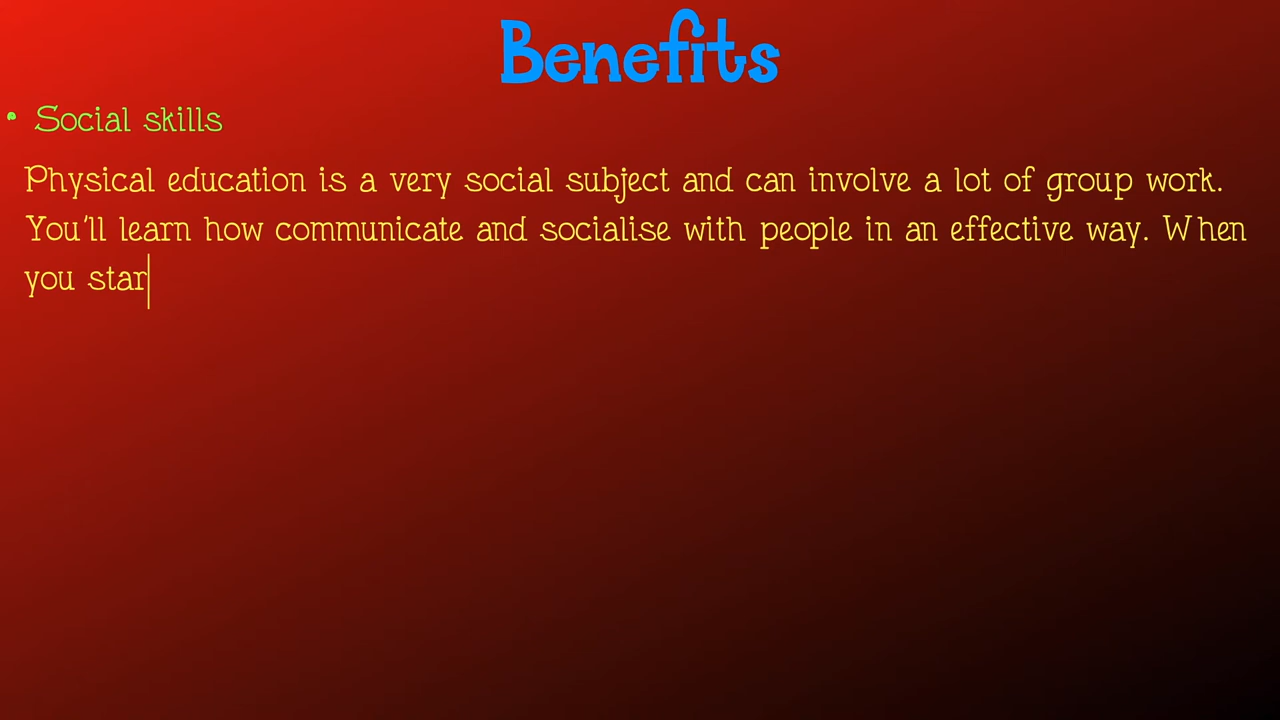 Benefits
• Social skills
Physical education is a very social subject and can involve a lot of group work.
You'll learn how communicate and socialise with people in an effective way. When
you star